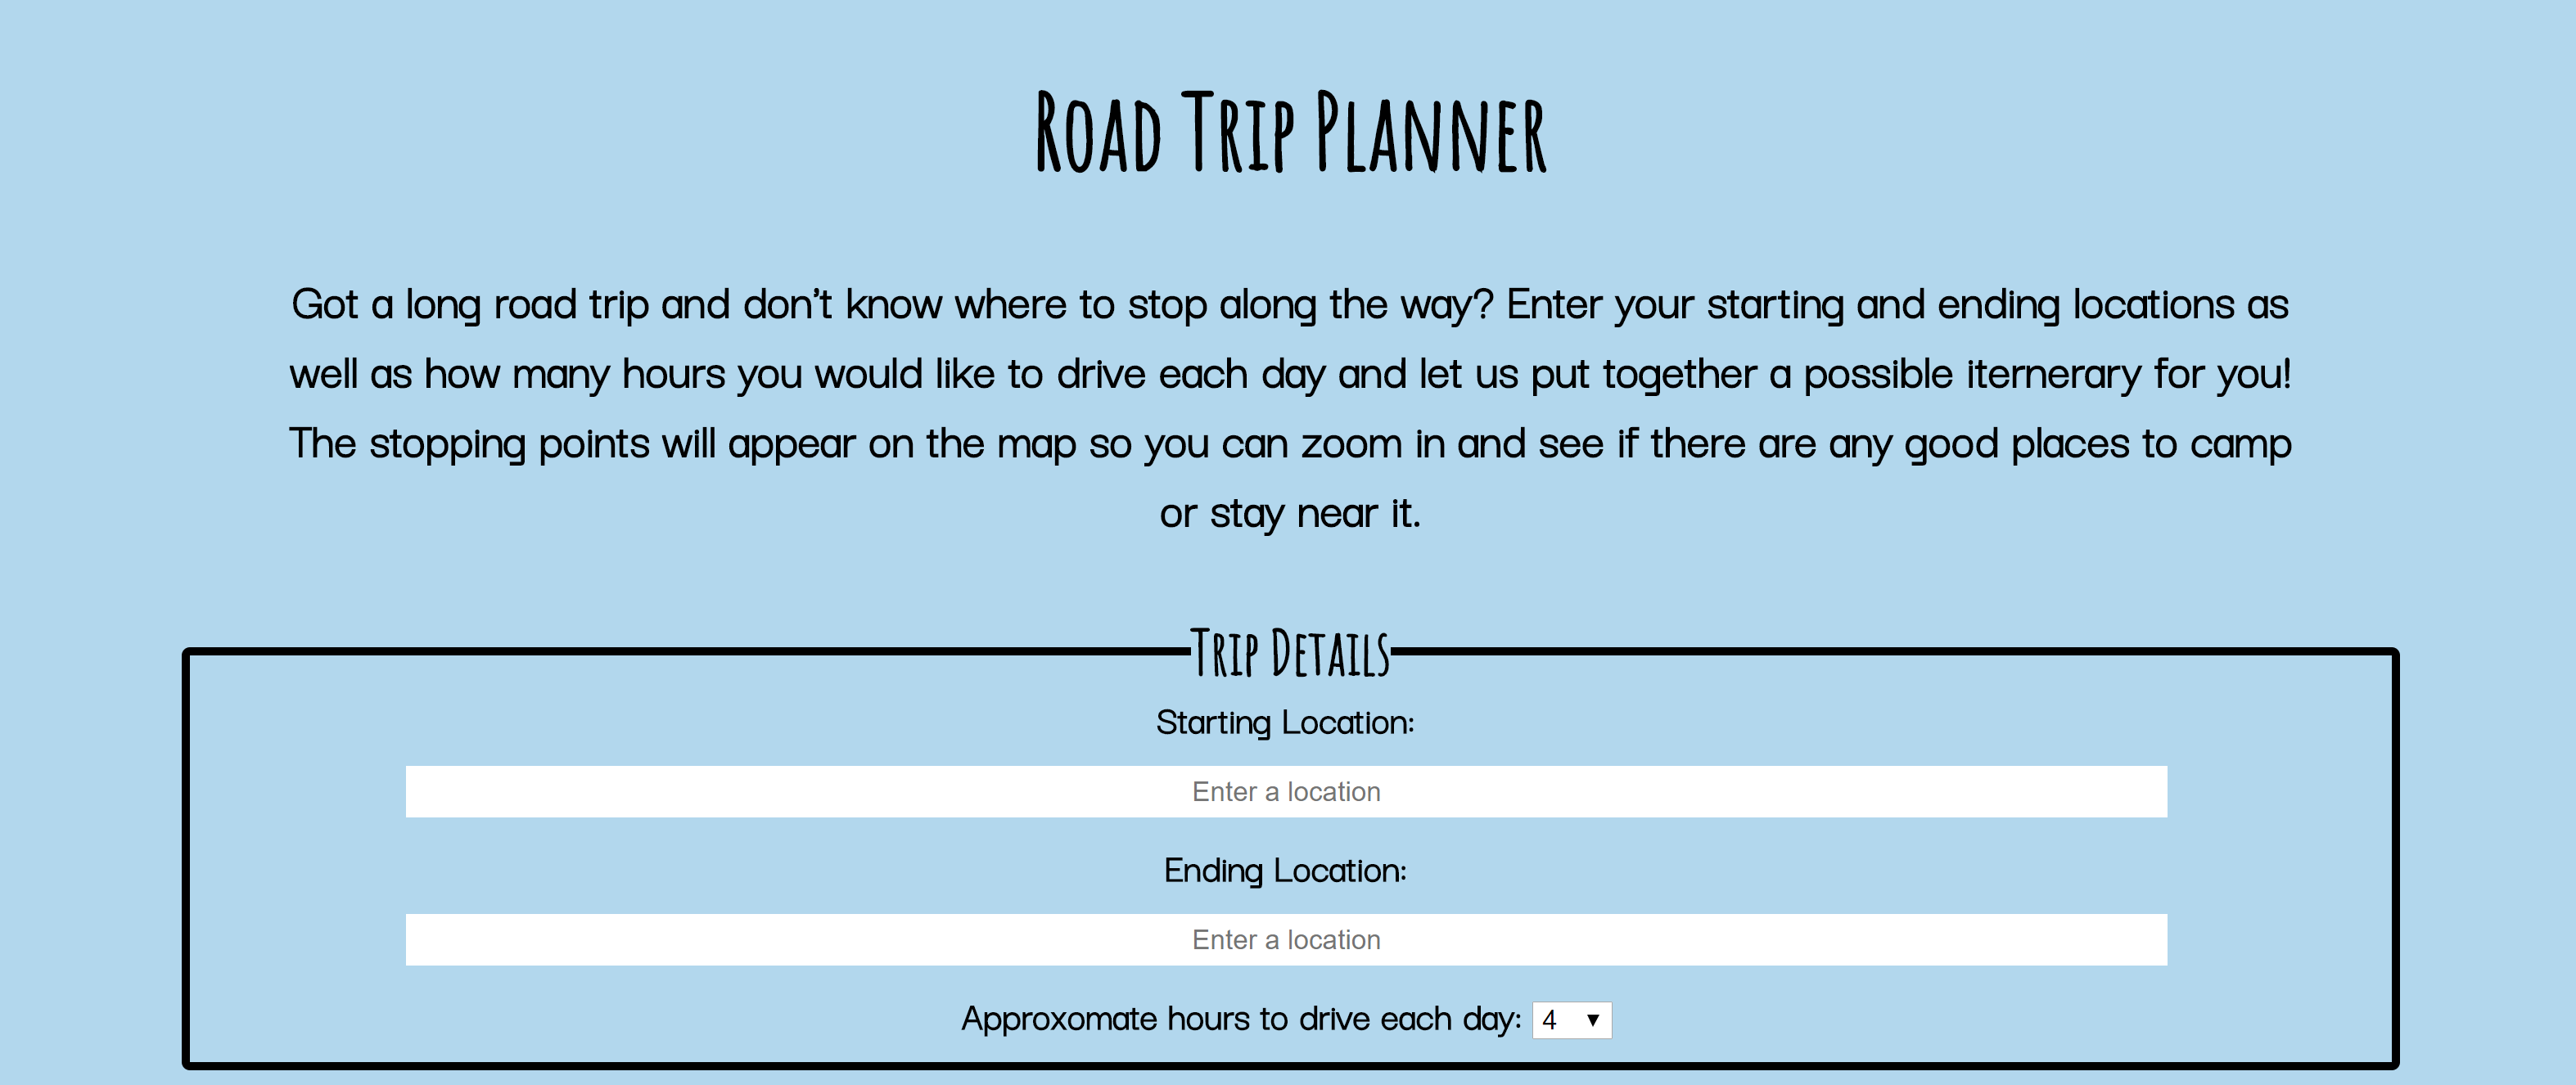 Road Trip Planner
Got a long road trip and don't know where to stop along the way? Enter your starting and ending locations as
well as how many hours you would like to drive each day and let us put together a possible iternerary for you!
The stopping points will appear on the map so you can zoom in and see if there are any good places to camp
or stay near it.
Trip Details
Starting Location:
Enter a location
Ending Location:
Enter a location
Approxomate hours to drive each day: 4